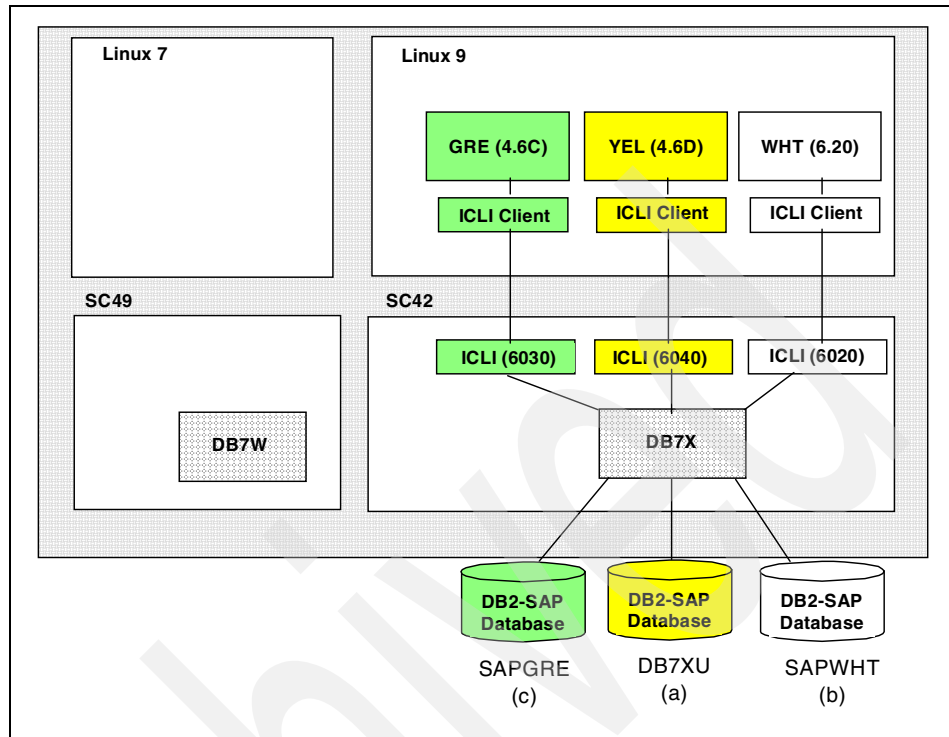 Linux 7
Linux 9
GRE (4.6C)
YEL (4.6D)
WHT (6.20)
ICLI Client
ICLI Client
ICLI Client
SC49
SC42
ICLI (6030)
ICLI (6040)
ICLI (6020)
DB7W
DB7X
DB2-SAP
Database
DB2-SAP
Database
DB2-SAP
Database
SAPGRE
(c)
DB7XU
(a)
SAPWHT
(b)
hived